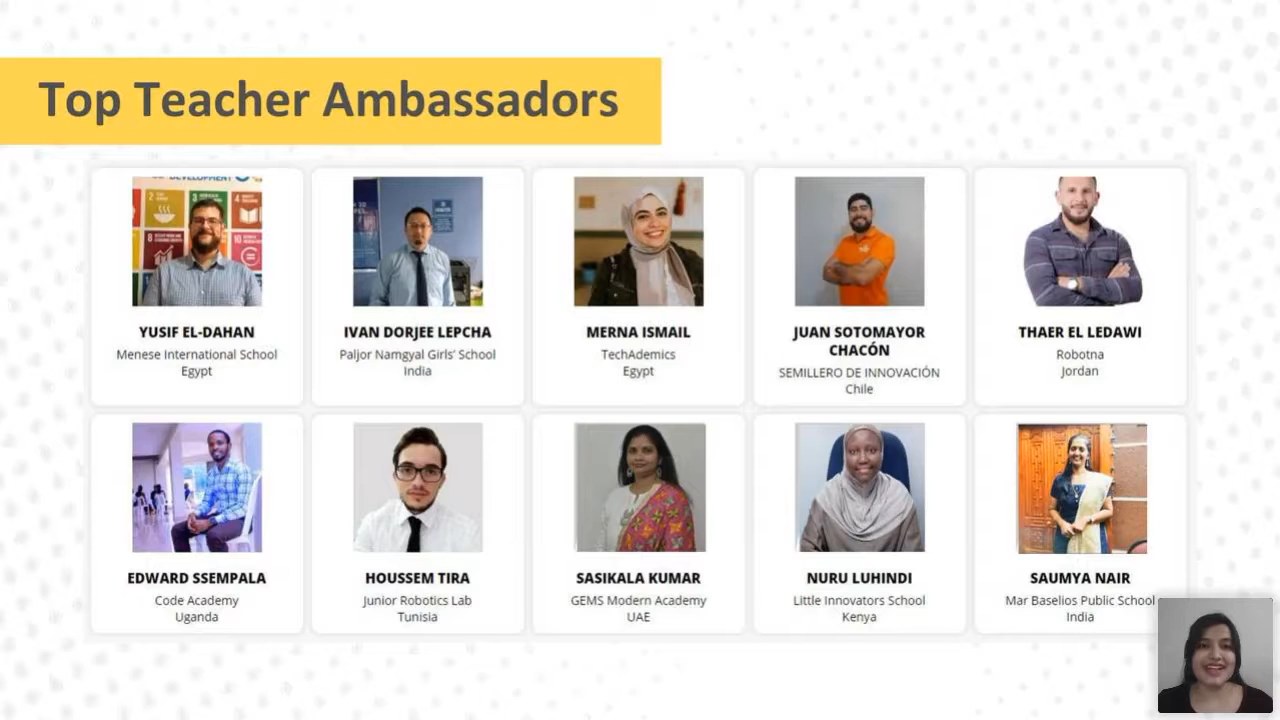 Top Teacher Ambassadors
YUSIF EL-DAHAN
Menese International School
Egypt
IVAN DORJEE LEPCHA
Paljor Namgyal Girls' School
India
MERNA ISMAIL
TechAdemics
Egypt
JUAN SOTOMAYOR
CHACÓN
SEMILLERO DE INNOVACIÓN
Chile
THAER EL LEDAWI
Robotna
Jordan
EDWARD SSEMPALA
Code Academy
Uganda
HOUSSEM TIRA
Junior Robotics Lab
Tunisia
SASIKALA KUMAR
GEMS Modern Academy
UAE
NURU LUHINDI
Little Innovators School
Kenya
SAUMYA NAIR
Mar Baselios Public School
India